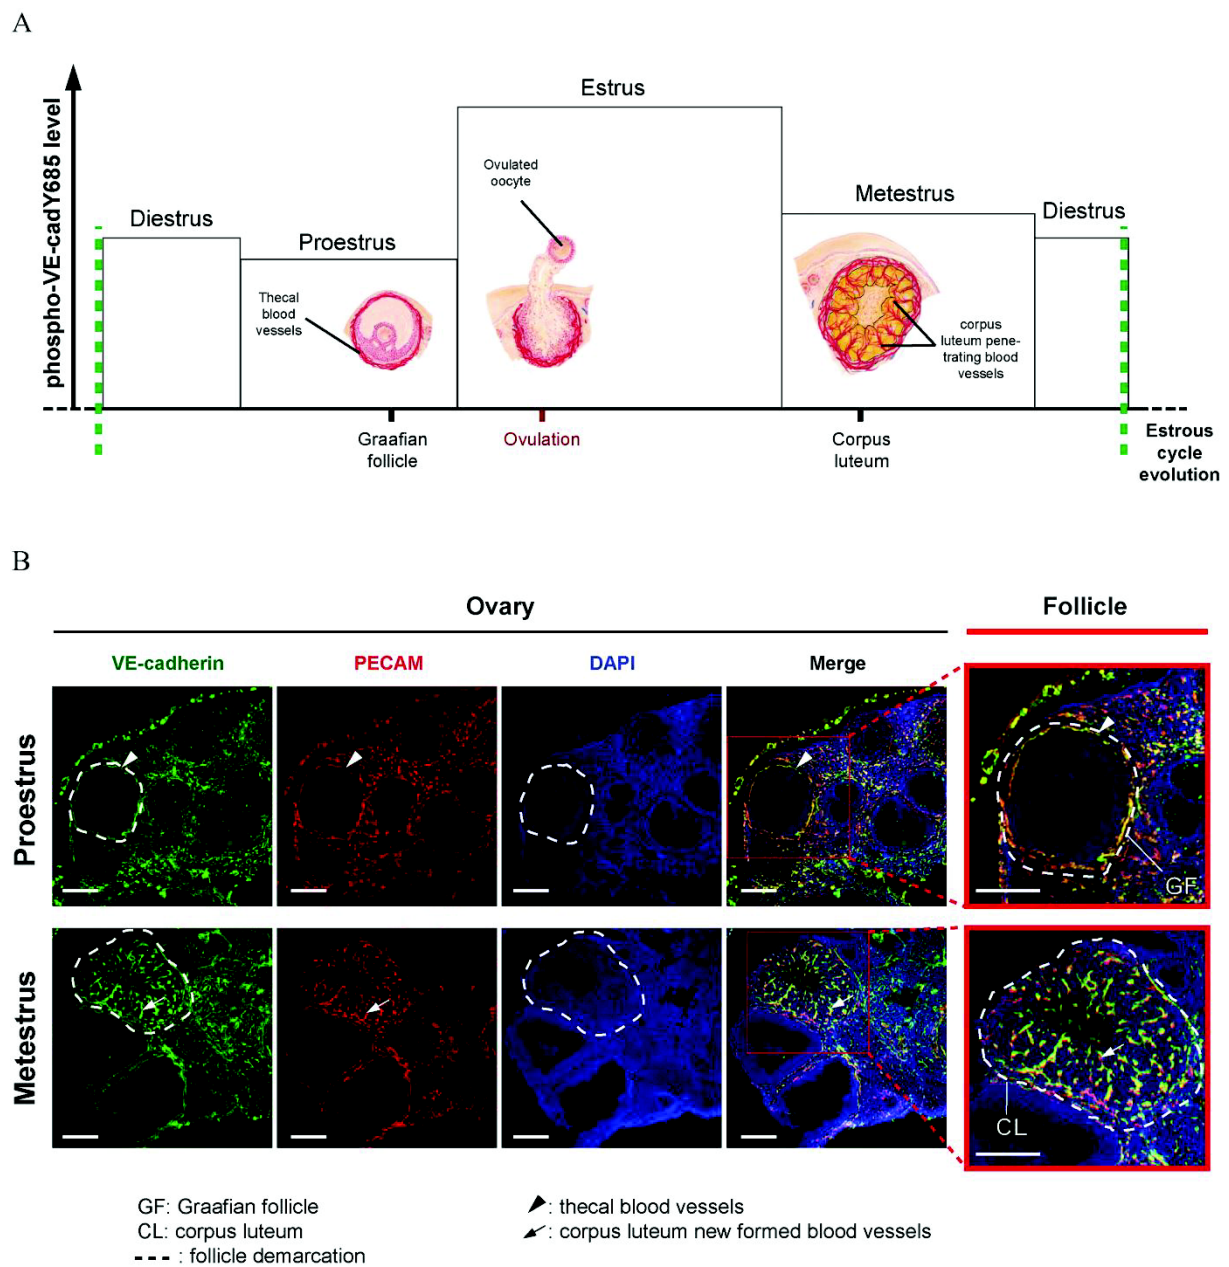 A
phospho-VE-cadY685 level
Diestrus
Proestrus
Estrus
Metestrus
Diestrus
Thecal
blood
vessels
Ovulated
oocyte
corpus
luteum pene-
trating blood
vessels
Graafian
follicle
Ovulation
Corpus
luteum
Estrous
cycle
evolution
B
Ovary
Follicle
VE-cadherin
PECAM
DAPI
Merge
Proestrus
GF
Metestrus
CL
GF: Graafian follicle
CL: corpus luteum
: follicle demarcation
: thecal blood vessels
: corpus luteum new formed blood vessels